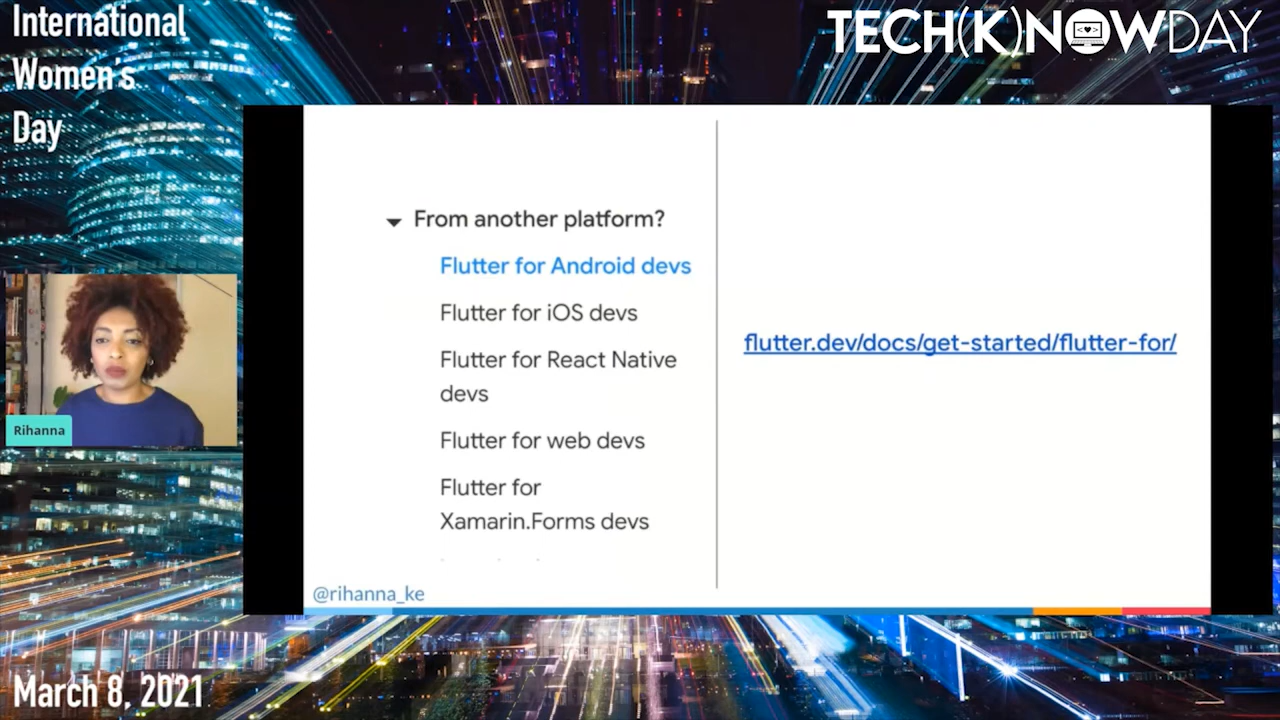 International
Women's
Day
TECH(K)NOWDAY
From another platform?
Flutter for Android devs
Flutter for iOS devs
Flutter for React Native
devs
Flutter for web devs
Flutter for
Xamarin.Forms devs
flutter.dev/docs/get-started/flutter-for/
@rihanna_ke
Rihanna
March 8, 2021